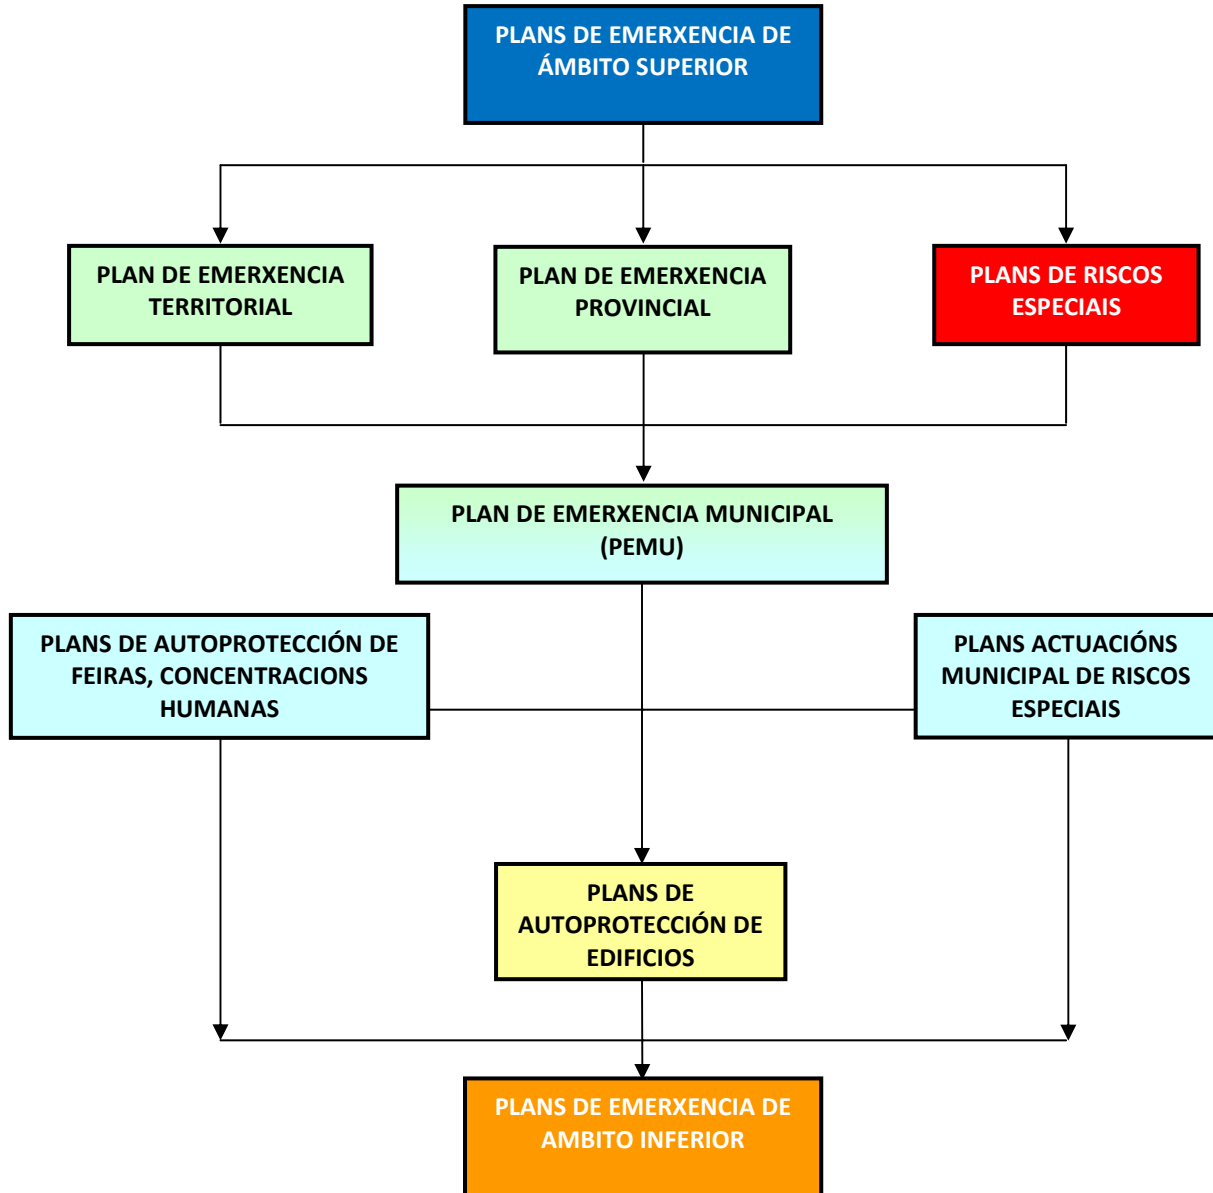 PLANS DE EMERXENCIA DE
ÁMBITO SUPERIOR
PLAN DE EMERXENCIA
TERRITORIAL
PLAN DE EMERXENCIA
PROVINCIAL
PLANS DE RISCOS
ESPECIAIS
PLAN DE EMERXENCIA MUNICIPAL
(PEMU)
PLANS DE AUTOPROTECCIÓN DE
FEIRAS, CONCENTRACIONS
HUMANAS
PLANS ACTUACIÓNS
MUNICIPAL DE RISCOS
ESPECIAIS
PLANS DE
AUTOPROTECCIÓN DE
EDIFICIOS
PLANS DE EMERXENCIA DE
AMBITO INFERIOR